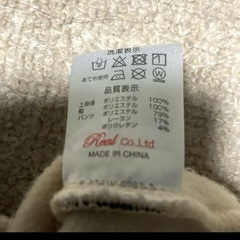 洗濯表示
あて布使用
品質表示
上身頃 ポリエステル 100%
ポリエステル 100%
パンツ ポリエステル 79%
レーヨン 17%
ポリウレタン 4%
Real Co.,Ltd
MADE IN CHINA